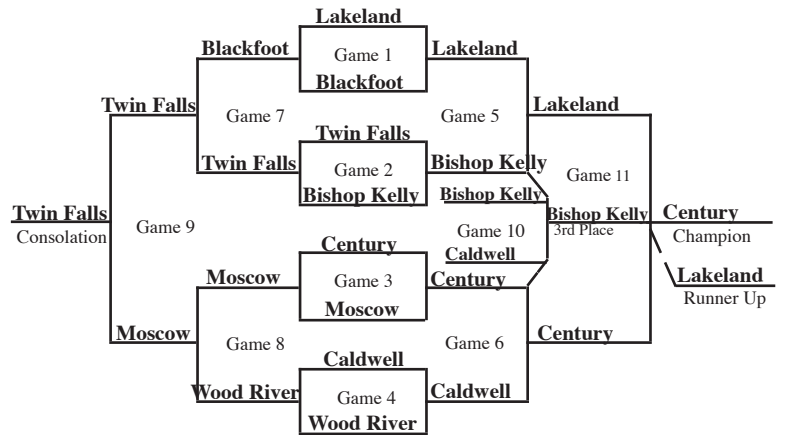 Lakeland
Blackfoot Game 1 Lakeland
Blackfoot
Twin Falls Game 7 Game 5 Lakeland
Twin Falls
Twin Falls Game 2 Bishop Kelly
Game 11
Bishop Kelly Bishop Kelly
Twin Falls Bishop Kelly Century
Consolation Game 9 Game 10 3rd Place Champion
Century
Caldwell
Moscow Game 3 Century Lakeland
Runner Up
Moscow
Moscow Game 8 Game 6 Century
Caldwell
Wood River Game 4 Caldwell
Wood River